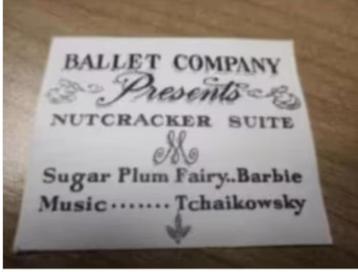 BALLET COMPANY
Presents
NUTCRACKER SUITE
M
Sugar Plum Fairy..Barbie
Music.......Tchaikowsky